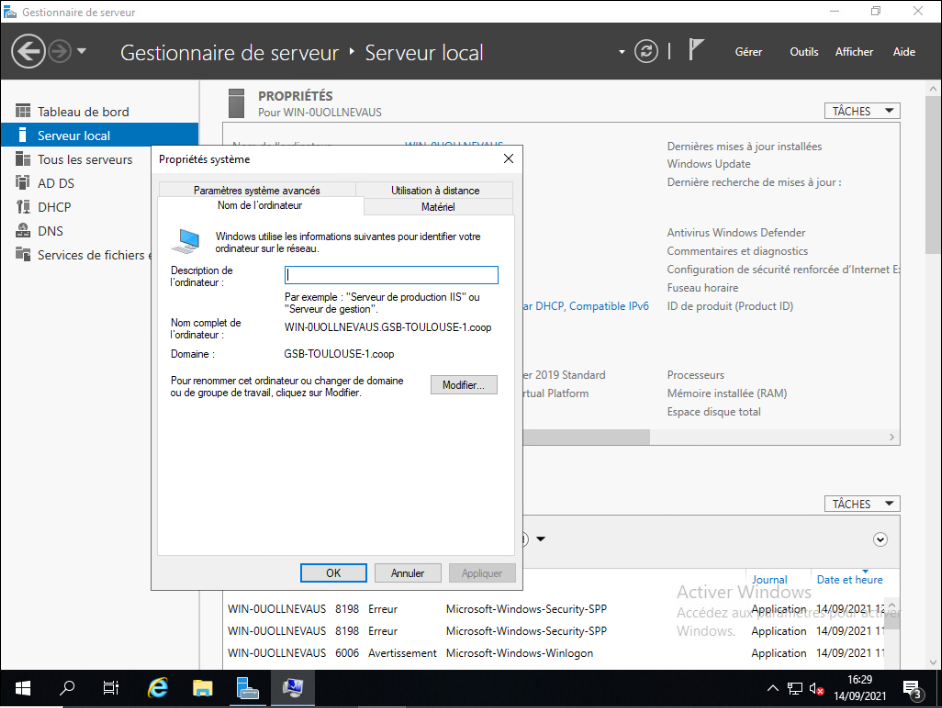 Gestionnaire de serveur
Gestionnaire de serveur ‣ Serveur local
Gérer Outils Afficher Aide
Tableau de bord
Serveur local
Tous les serveurs
AD DS
DHCP
DNS
Services de fichiers
PROPRIÉTÉS
Pour WIN-0UOLLNEVAUS
TÂCHES
Nom de l'ordinateur WIN-0UOLLNEVAUS
Dernières mises à jour installées
Windows Update
Dernière recherche de mises à jour :
Antivirus Windows Defender
Commentaires et diagnostics
Configuration de sécurité renforcée d'Internet E
Fuseau horaire
ar DHCP, Compatible IPv6 ID de produit (Product ID)
er 2019 Standard Processeurs
rtual Platform Mémoire installée (RAM)
Espace disque total
Propriétés système
Paramètres système avancés Utilisation à distance
Nom de l'ordinateur Matériel
Windows utilise les informations suivantes pour identifier votre
ordinateur sur le réseau.
Description de
l'ordinateur :
Par exemple : "Serveur de production IIS" ou
"Serveur de gestion".
Nom complet de
l'ordinateur :
WIN-0UOLLNEVAUS.GSB-TOULOUSE-1.coop
Domaine : GSB-TOULOUSE-1.coop
Pour renommer cet ordinateur ou changer de domaine
ou de groupe de travail, cliquez sur Modifier.
Modifier...
OK Annuler Appliquer
TÂCHES
Journal Date et heure
WIN-0UOLLNEVAUS 8198 Erreur Microsoft-Windows-Security-SPP Application 14/09/2021 12
WIN-0UOLLNEVAUS 8198 Erreur Microsoft-Windows-Security-SPP Application 14/09/2021 11
WIN-0UOLLNEVAUS 6006 Avertissement Microsoft-Windows-Winlogon Application 14/09/2021 11
Activer Windows
Accédez aux paramètres pour activer
Windows.
16:29
14/09/2021
3